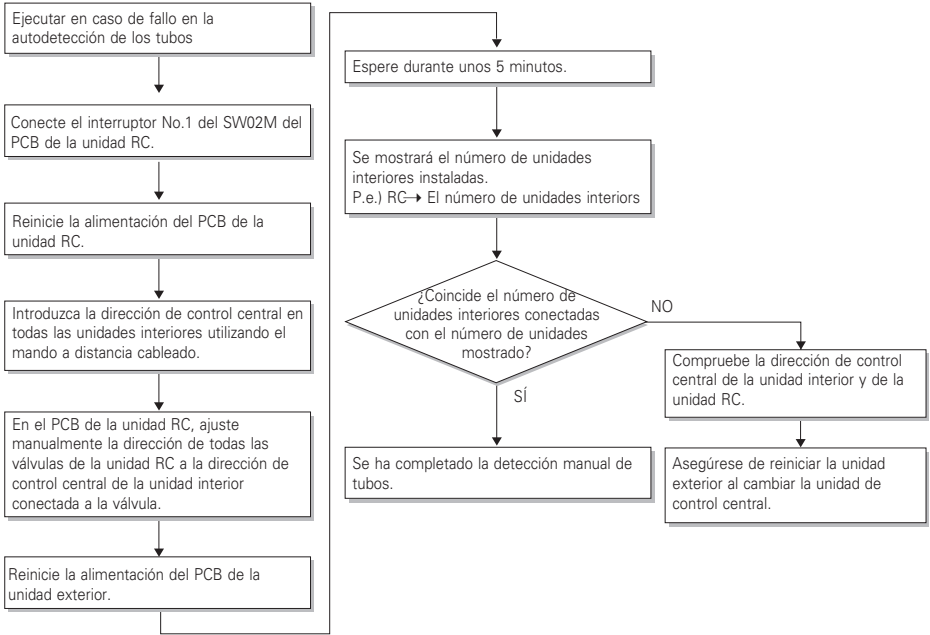 Ejecutar en caso de fallo en la
autodetección de los tubos
Conecte el interruptor No.1 del SW02M del
PCB de la unidad RC.
Reinicie la alimentación del PCB de la
unidad RC.
Introduzca la dirección de control central en
todas las unidades interiores utilizando el
mando a distancia cableado.
En el PCB de la unidad RC, ajuste
manualmente la dirección de todas las
válvulas de la unidad RC a la dirección de
control central de la unidad interior
conectada a la válvula.
Reinicie la alimentación del PCB de la
unidad exterior.
Espere durante unos 5 minutos.
Se mostrará el número de unidades
interiores instaladas.
P.e.) RC→ El número de unidades interiors
¿Coincide el número de
unidades interiores conectadas
con el número de unidades
mostrado?
NO
SÍ
Se ha completado la detección manual de
tubos.
Compruebe la dirección de control
central de la unidad interior y de la
unidad RC.
Asegúrese de reiniciar la unidad
exterior al cambiar la unidad de
control central.